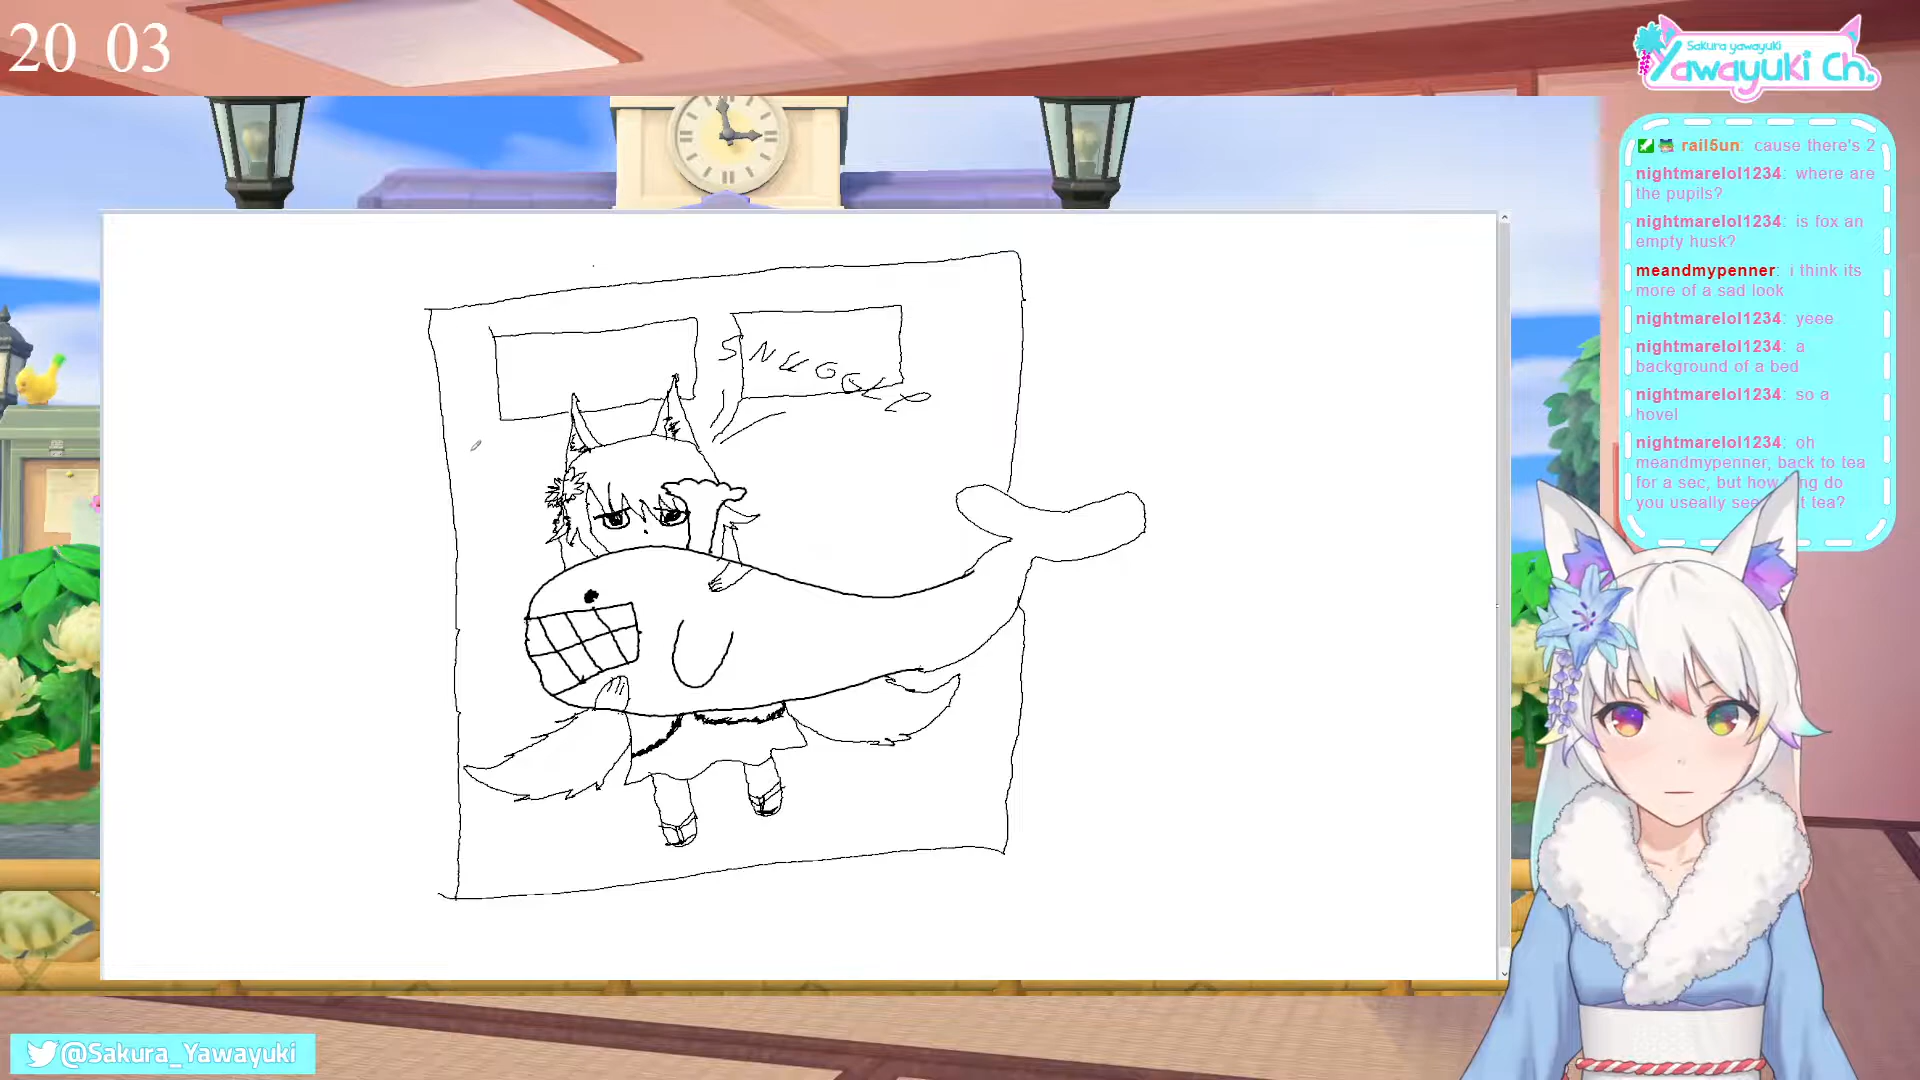 20 03
Sakura yawayuki
Yawayuki Ch.
rail5un: cause there's 2
nightmarelol1234: where are
the pupils?
nightmarelol1234: is fox an
empty husk?
meandmypenner: i think its
more of a sad look
nightmarelol1234: yeee
nightmarelol1234: a
background of a bed
nightmarelol1234: so a
hovel
nightmarelol1234: oh
meandmypenner, back to tea
for a sec, but how do
you useally tea?
SNUGGLE
@Sakura_Yawayuki